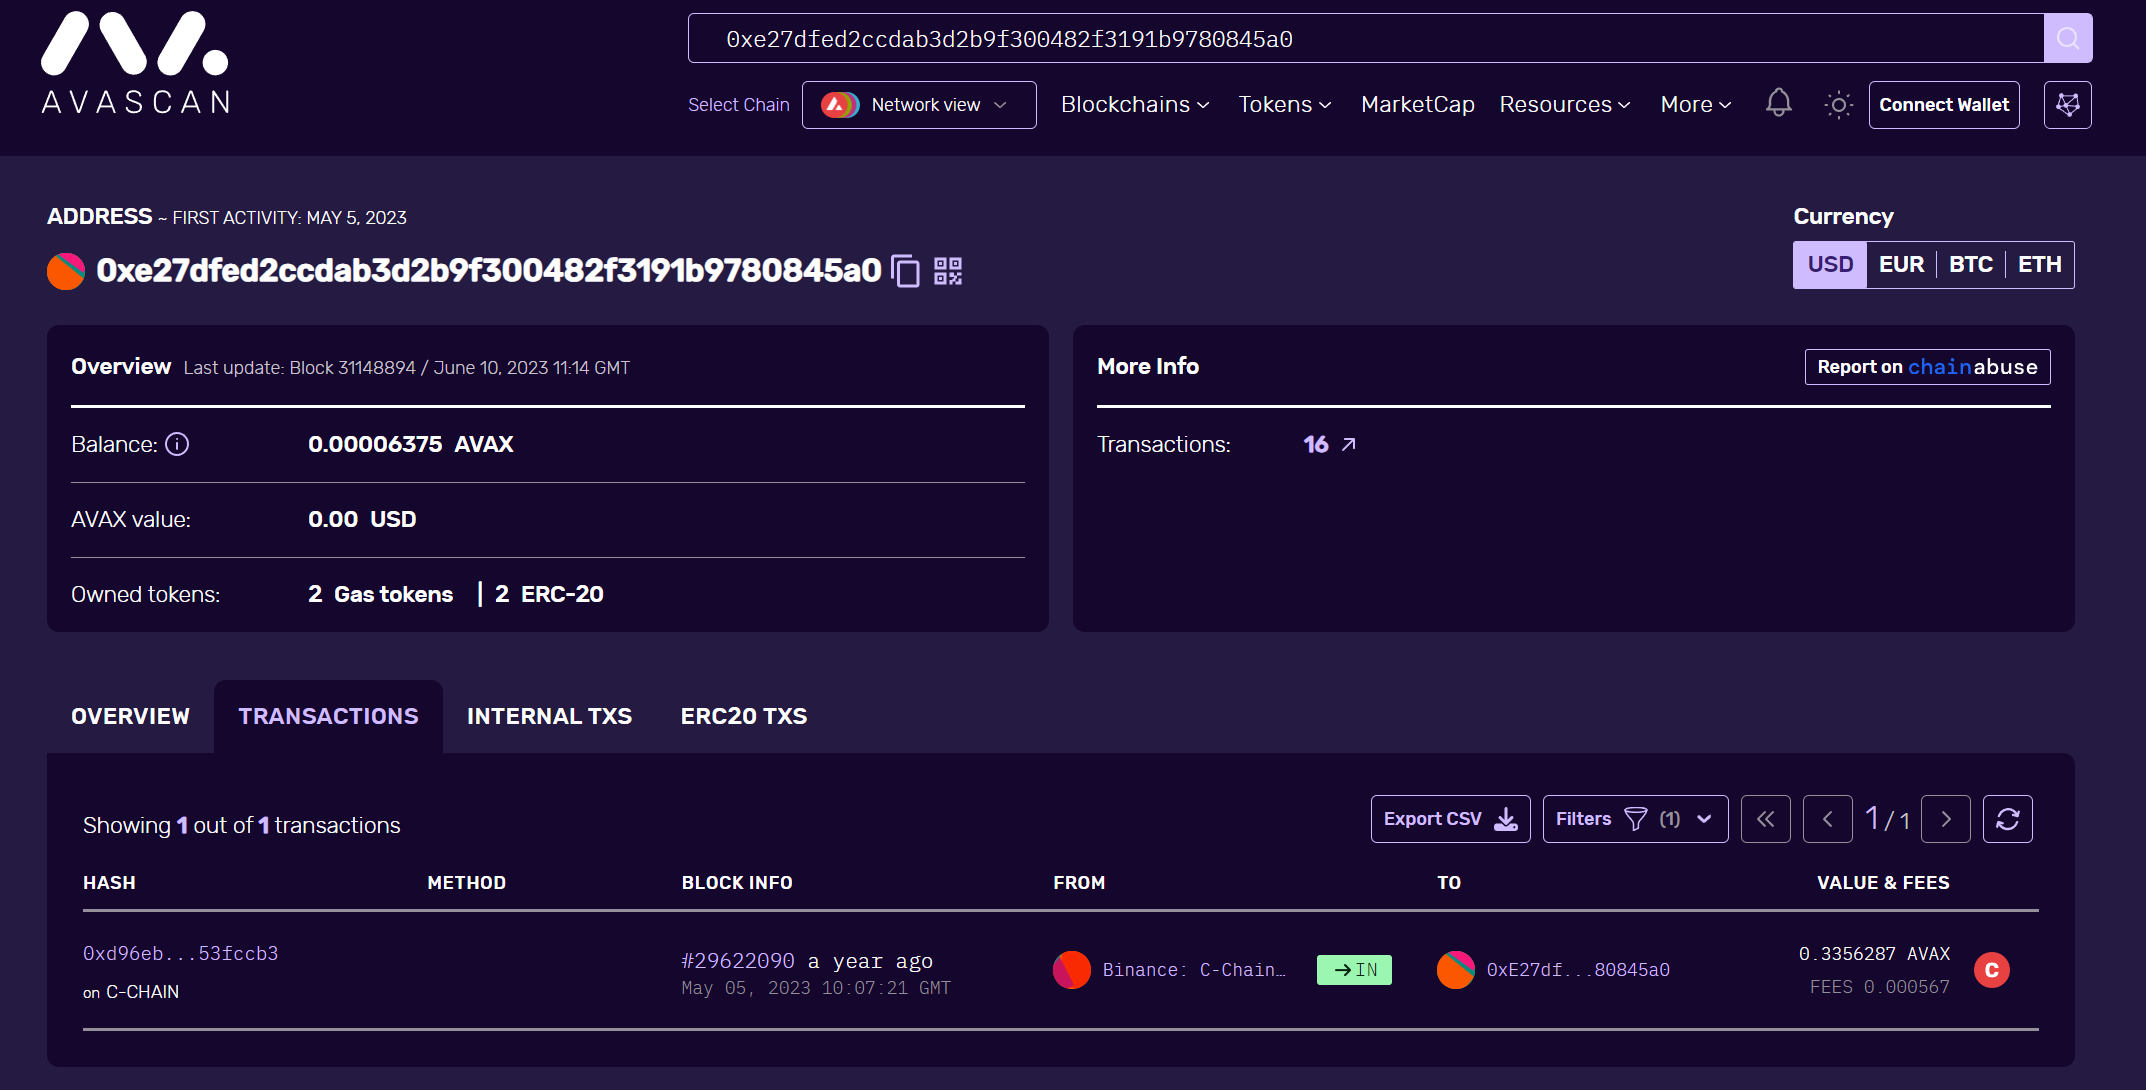 AVASCAN
0xe27dfed2ccdab3d2b9f300482f3191b9780845a0
Select Chain Network view Blockchains Tokens MarketCap Resources More Connect Wallet
ADDRESS ~ FIRST ACTIVITY: MAY 5, 2023
0xe27dfed2ccdab3d2b9f300482f3191b9780845a0
Currency
USD EUR BTC ETH
Overview Last update: Block 31148894 / June 10, 2023 11:14 GMT
Balance: 0.00006375 AVAX
AVAX value: 0.00 USD
Owned tokens: 2 Gas tokens | 2 ERC-20
More Info Report on chainabuse
Transactions: 16
OVERVIEW TRANSACTIONS INTERNAL TXS ERC20 TXS
Showing 1 out of 1 transactions
Export CSV Filters (1) 1 / 1
HASH METHOD BLOCK INFO FROM TO VALUE & FEES
0xd96eb...53fccb3
on C-CHAIN
#29622090 a year ago
May 05, 2023 10:07:21 GMT
Binance: C-Chain… IN 0xE27df...80845a0
0.3356287 AVAX
FEES 0.000567
C